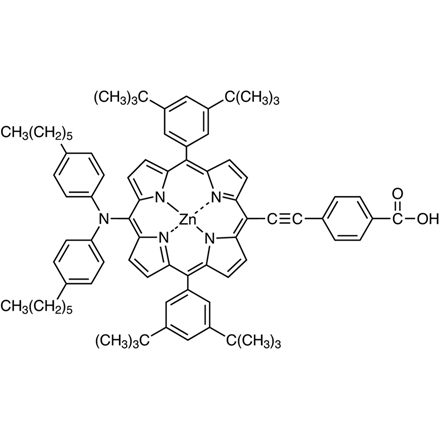 (CH₃)₃C C(CH₃)₃
CH₃(CH₂)₅
N N
O
N Zn C OH
N N
CH₃(CH₂)₅
(CH₃)₃C C(CH₃)₃